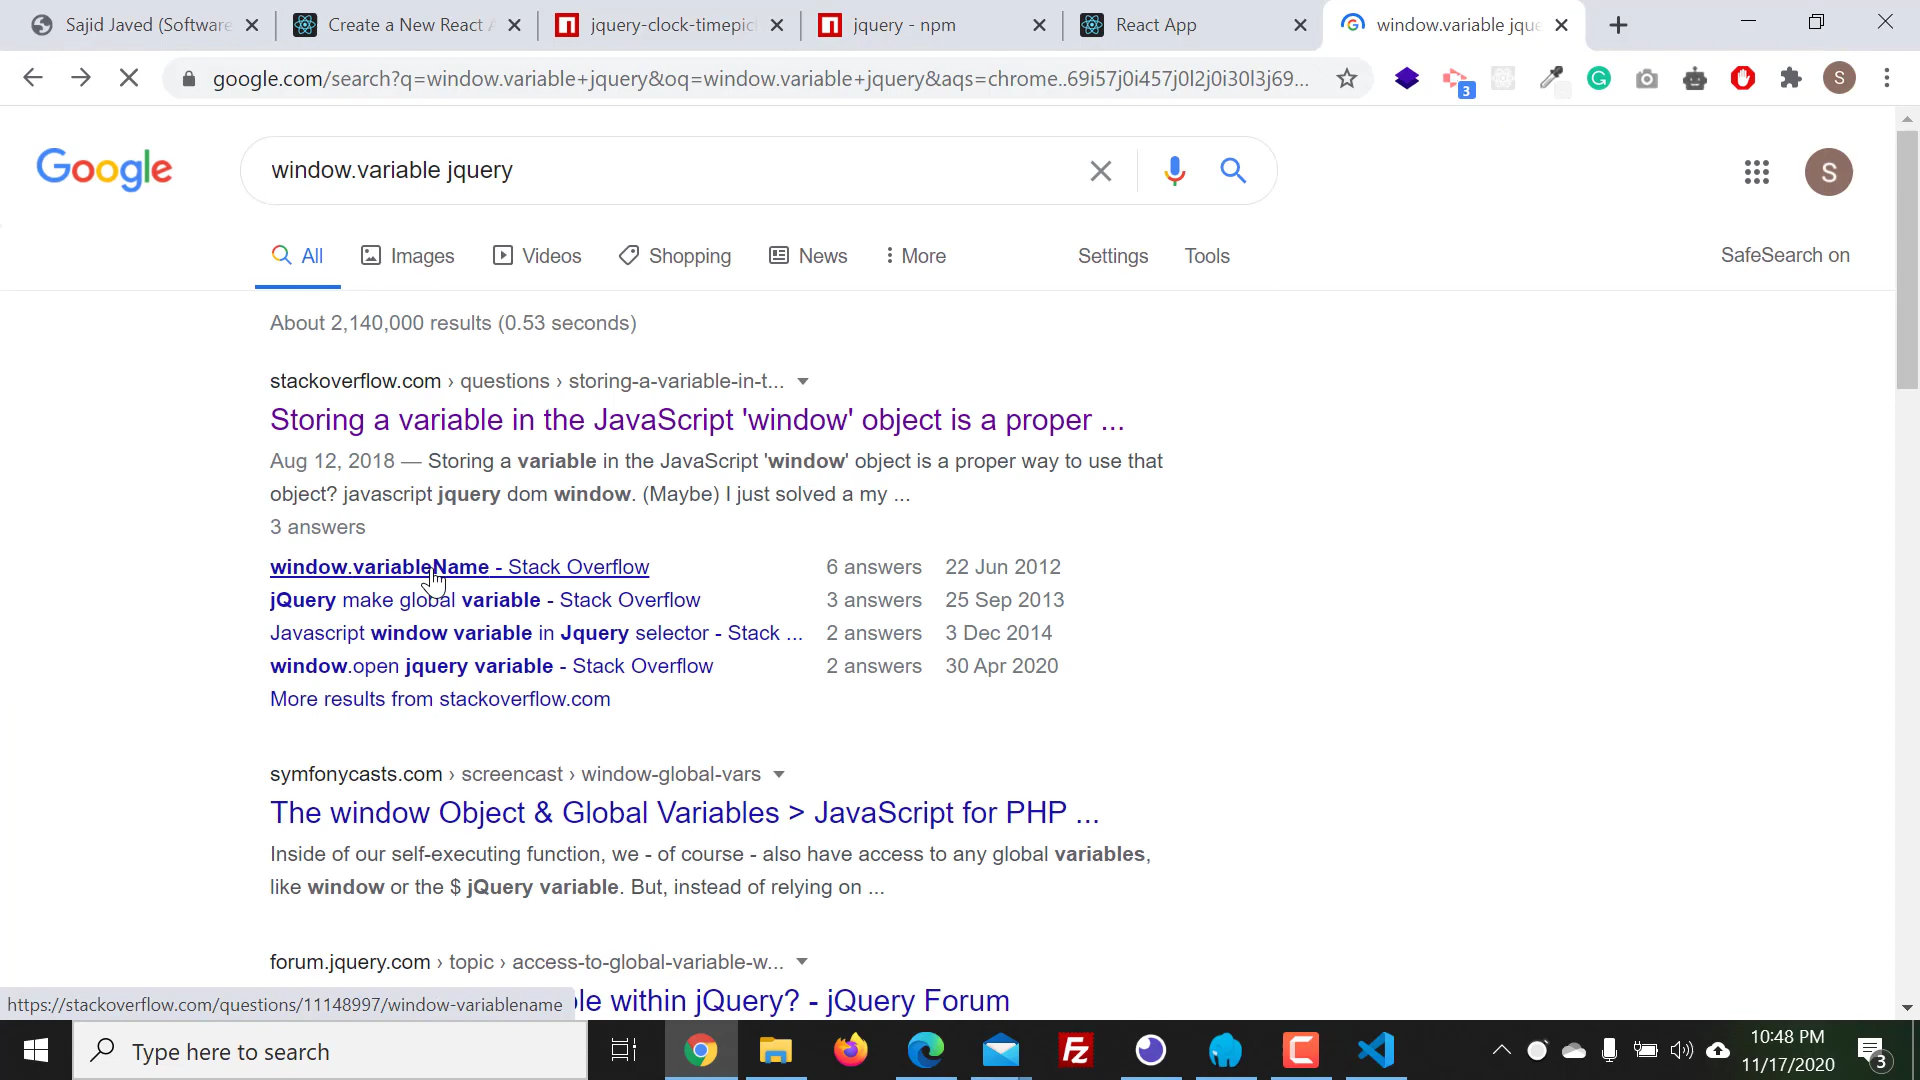 Sajid Javed (Software
Create a New React A
jquery-clock-timepic
jquery - npm
React App
window.variable jque
google.com/search?q=window.variable+jquery&oq=window.variable+jquery&aqs=chrome..69i57j0i457j0l2j0i30l3j69...
3
S
Google
window.variable jquery
S
All
Images
Videos
Shopping
News
More
Settings
Tools
SafeSearch on
About 2,140,000 results (0.53 seconds)
stackoverflow.com › questions › storing-a-variable-in-t...
Storing a variable in the JavaScript 'window' object is a proper ...
Aug 12, 2018 — Storing a variable in the JavaScript 'window' object is a proper way to use that
object? javascript jquery dom window. (Maybe) I just solved a my ...
3 answers
window.variableName - Stack Overflow 6 answers 22 Jun 2012
jQuery make global variable - Stack Overflow 3 answers 25 Sep 2013
Javascript window variable in Jquery selector - Stack ... 2 answers 3 Dec 2014
window.open jquery variable - Stack Overflow 2 answers 30 Apr 2020
More results from stackoverflow.com
symfonycasts.com › screencast › window-global-vars
The window Object & Global Variables > JavaScript for PHP ...
Inside of our self-executing function, we - of course - also have access to any global variables,
like window or the $ jQuery variable. But, instead of relying on ...
forum.jquery.com › topic › access-to-global-variable-w...
le within jQuery? - jQuery Forum
https://stackoverflow.com/questions/11148997/window-variablename
Type here to search
10:48 PM
11/17/2020
3